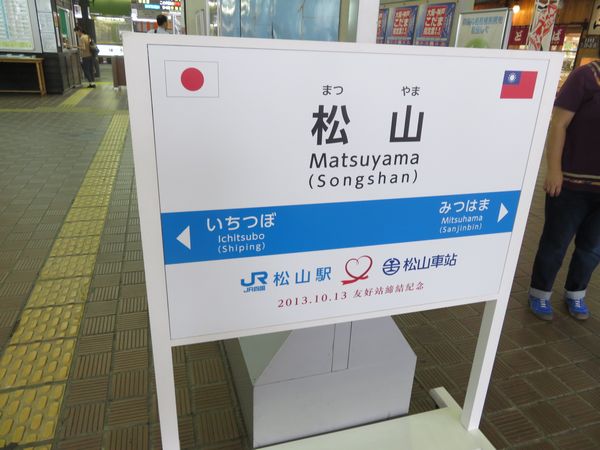 まつ やま
松 山
Matsuyama
(Songshan)
いちつぼ
Ichitsubo
(Shiping)
みつはま
Mitsuhama
(Sanjinbin)
JR 松山駅 松山車站
JR四国
2013.10.13 友好站締結紀念